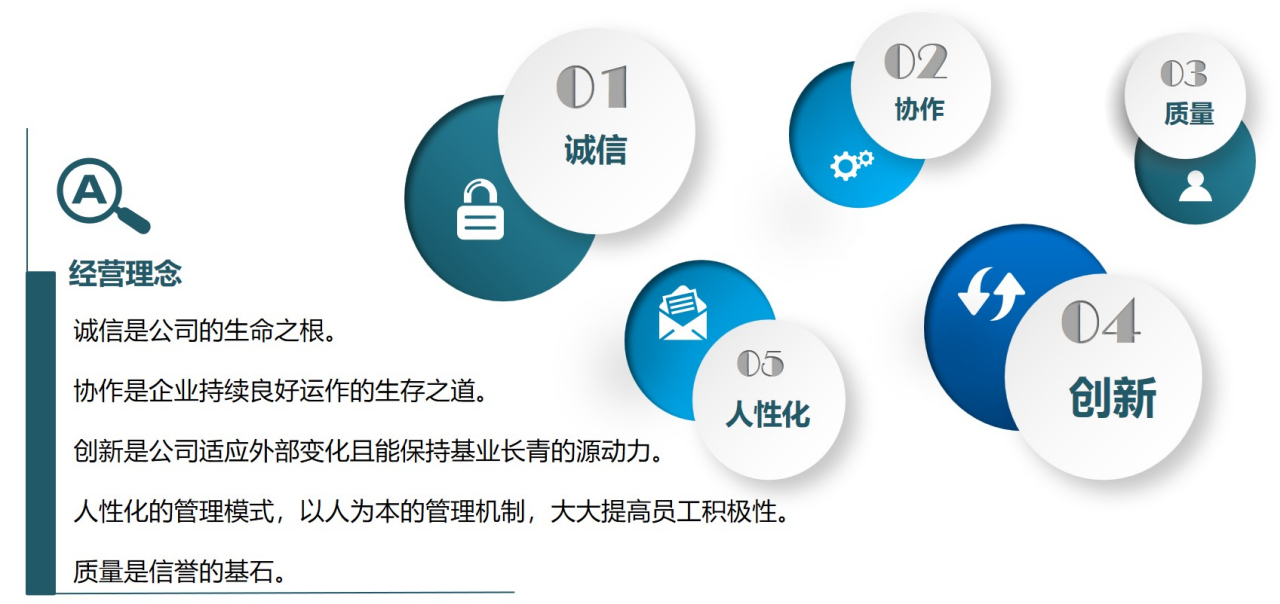 01
诚信
02
协作
03
质量
04
创新
05
人性化
A
经营理念
诚信是公司的生命之根。
协作是企业持续良好运作的生存之道。
创新是公司适应外部变化且能保持基业长青的源动力。
人性化的管理模式，以人为本的管理机制，大大提高员工积极性。
质量是信誉的基石。